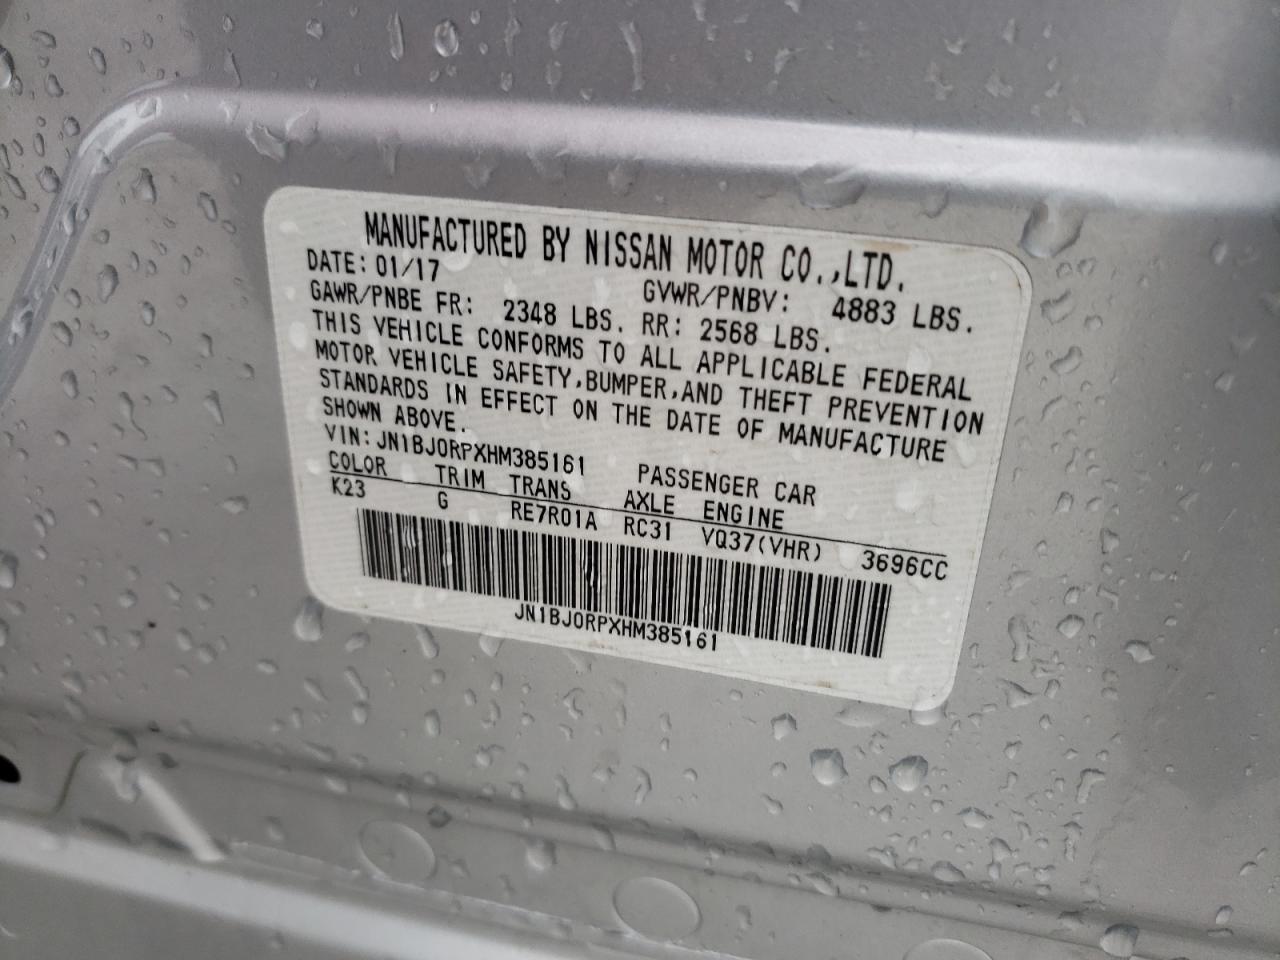 MANUFACTURED BY NISSAN MOTOR CO.,LTD.
DATE: 01/17 GVWR/PNBV: 4883 LBS.
GAWR/PNBE FR: 2348 LBS. RR: 2568 LBS.
THIS VEHICLE CONFORMS TO ALL APPLICABLE FEDERAL
MOTOR VEHICLE SAFETY,BUMPER,AND THEFT PREVENTION
STANDARDS IN EFFECT ON THE DATE OF MANUFACTURE
SHOWN ABOVE.
VIN: JN1BJ0RPXHM385161 PASSENGER CAR
COLOR TRIM TRANS AXLE ENGINE
K23 G RE7R01A RC31 VQ37(VHR) 3696CC
JN1BJ0RPXHM385161